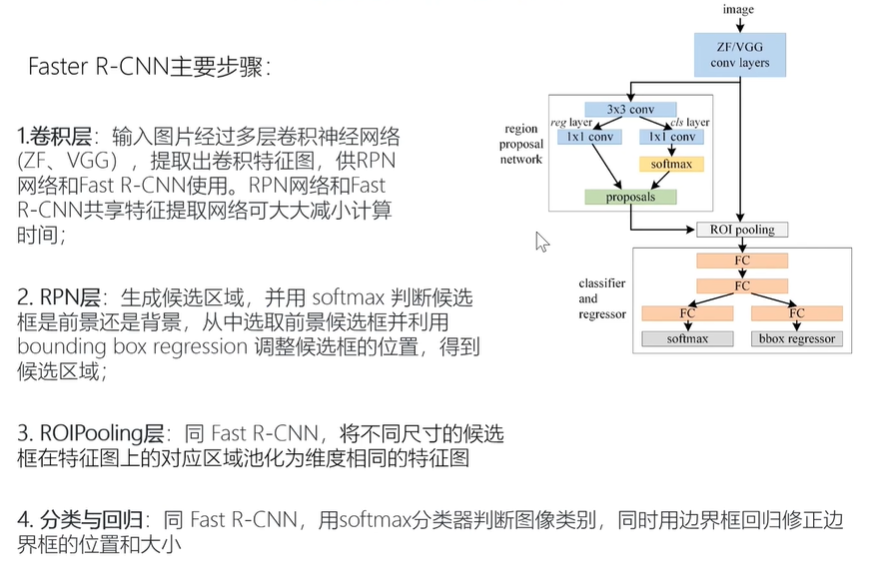 Faster R-CNN主要步骤：
1.卷积层：输入图片经过多层卷积神经网络
(ZF、VGG），提取出卷积特征图，供RPN
网络和Fast R-CNN使用。RPN网络和Fast
R-CNN共享特征提取网络可大大减小计算
时间；
2. RPN层：生成候选区域，并用 softmax 判断候选
框是前景还是背景，从中选取前景候选框并利用
bounding box regression 调整候选框的位置，得到
候选区域；
3. ROIPooling层：同 Fast R-CNN，将不同尺寸的候选
框在特征图上的对应区域池化为维度相同的特征图
4. 分类与回归：同 Fast R-CNN，用softmax分类器判断图像类别，同时用边界框回归修正边
界框的位置和大小
image
ZF/VGG
conv layers
region
proposal
network
3x3 conv
reg layer
cls layer
1x1 conv
1x1 conv
softmax
proposals
ROI pooling
classifier
and
regressor
FC
FC
FC
FC
softmax
bbox regressor